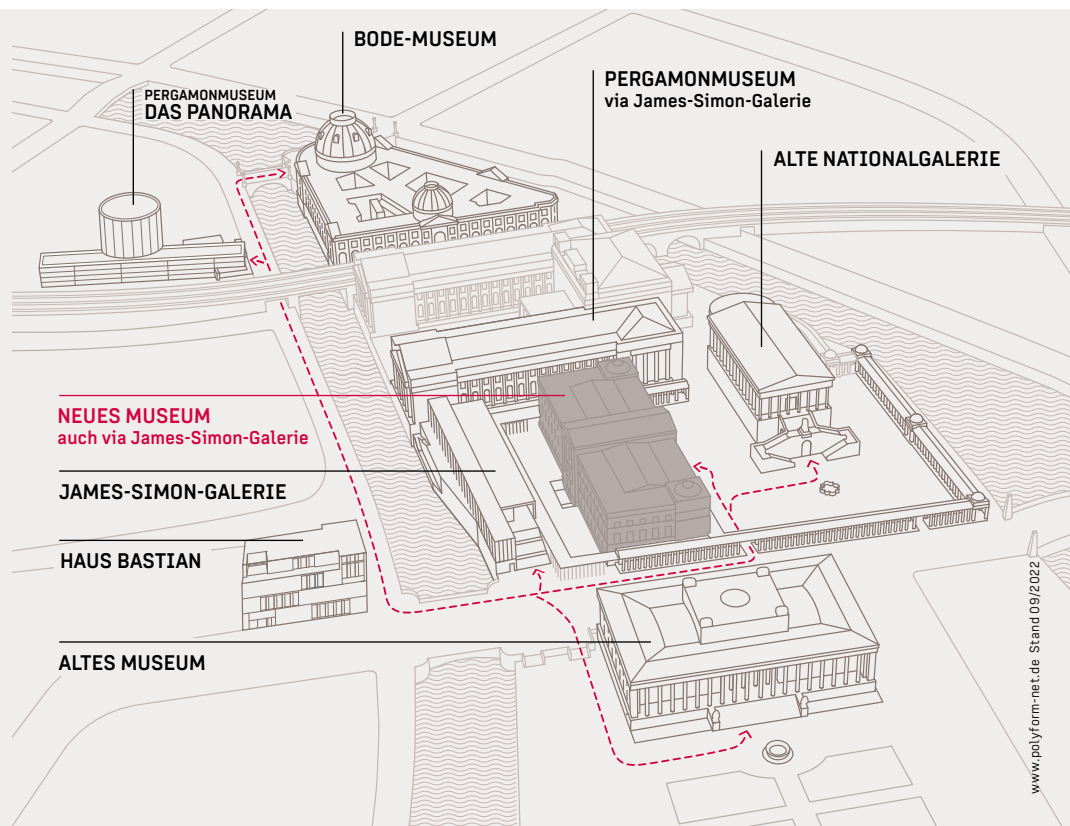 BODE-MUSEUM
PERGAMONMUSEUM
via James-Simon-Galerie
PERGAMONMUSEUM
DAS PANORAMA
ALTE NATIONALGALERIE
NEUES MUSEUM
auch via James-Simon-Galerie
JAMES-SIMON-GALERIE
HAUS BASTIAN
ALTES MUSEUM
www.polyform-net.de Stand 09/2022